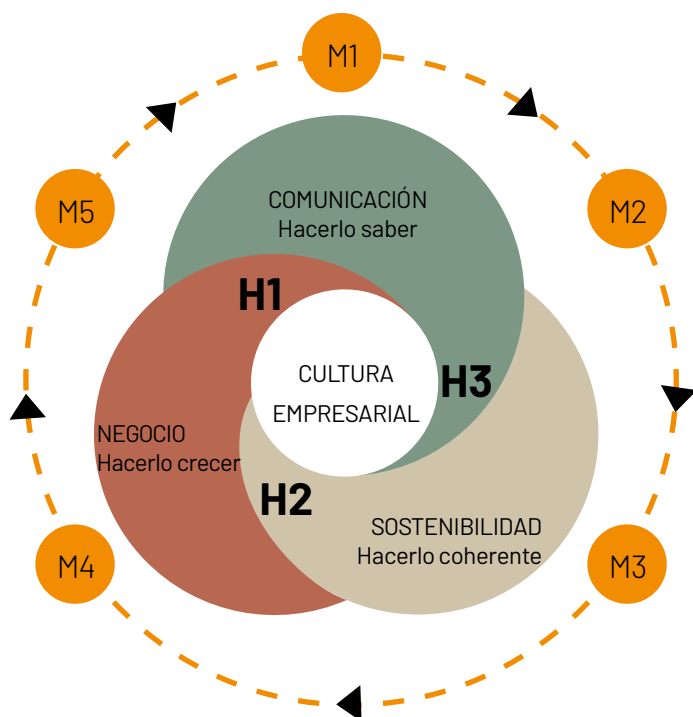 M1
M5
M2
COMUNICACIÓN
Hacerlo saber
H1
CULTURA
EMPRESARIAL
H3
NEGOCIO
Hacerlo crecer
H2
SOSTENIBILIDAD
Hacerlo coherente
M4
M3